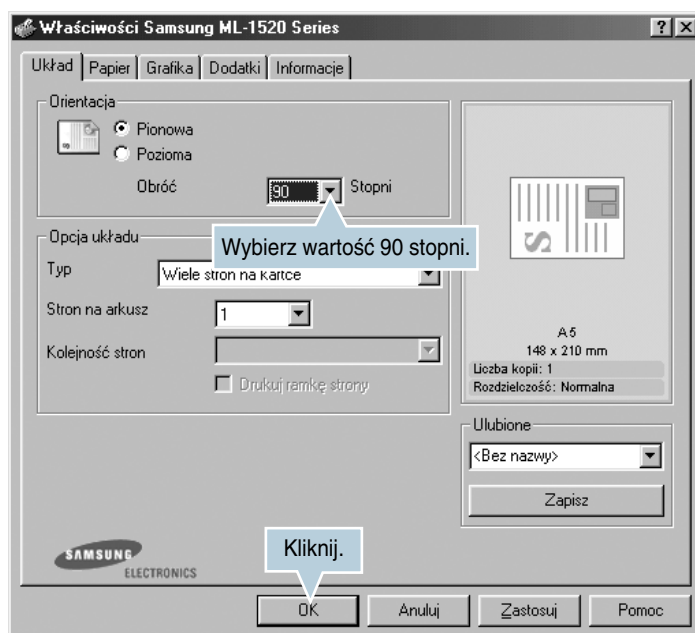 Właściwości Samsung ML-1520 Series
Układ Papier Grafika Dodatki Informacje
Orientacja
Pionowa
Pozioma
Obróć 90 Stopni
Wybierz wartość 90 stopni.
Opcja układu
Typ Wiele stron na kartce
Stron na arkusz 1
Kolejność stron
Drukuj ramkę strony
S
A5
148 x 210 mm
Liczba kopii: 1
Rozdzielczość: Normalna
Ulubione
<Bez nazwy>
Zapisz
SAMSUNG
ELECTRONICS
Kliknij.
OK Anuluj Zastosuj Pomoc